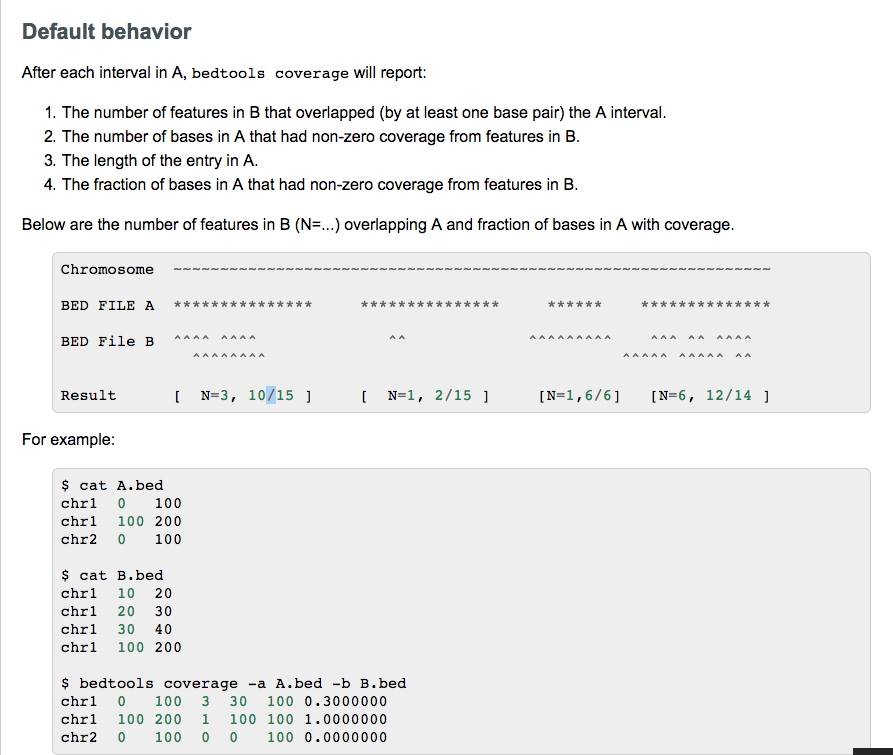 Default behavior
After each interval in A, bedtools coverage will report:
1. The number of features in B that overlapped (by at least one base pair) the A interval.
2. The number of bases in A that had non-zero coverage from features in B.
3. The length of the entry in A.
4. The fraction of bases in A that had non-zero coverage from features in B.
Below are the number of features in B (N=...) overlapping A and fraction of bases in A with coverage.
Chromosome  ~~~~~~~~~~~~~~~~~~~~~~~~~~~~~~~~~~~~~~~~~~~~~~~~~~~~~~~~~~~~~~~~
BED FILE A  ***************     ***************     ******    **************
BED File B  ^^^^ ^^^^              ^^             ^^^^^^^^^    ^^^ ^^ ^^^^
              ^^^^^^^^                                      ^^^^^ ^^^^^ ^^
Result      [  N=3, 10/15 ]     [  N=1, 2/15 ]     [N=1,6/6]   [N=6, 12/14 ]
For example:
$ cat A.bed
chr1  0   100
chr1  100 200
chr2  0   100
$ cat B.bed
chr1  10  20
chr1  20  30
chr1  30  40
chr1  100 200
$ bedtools coverage -a A.bed -b B.bed
chr1  0   100  3  30  100 0.3000000
chr1  100 200  1  100 100 1.0000000
chr2  0   100  0  0   100 0.0000000